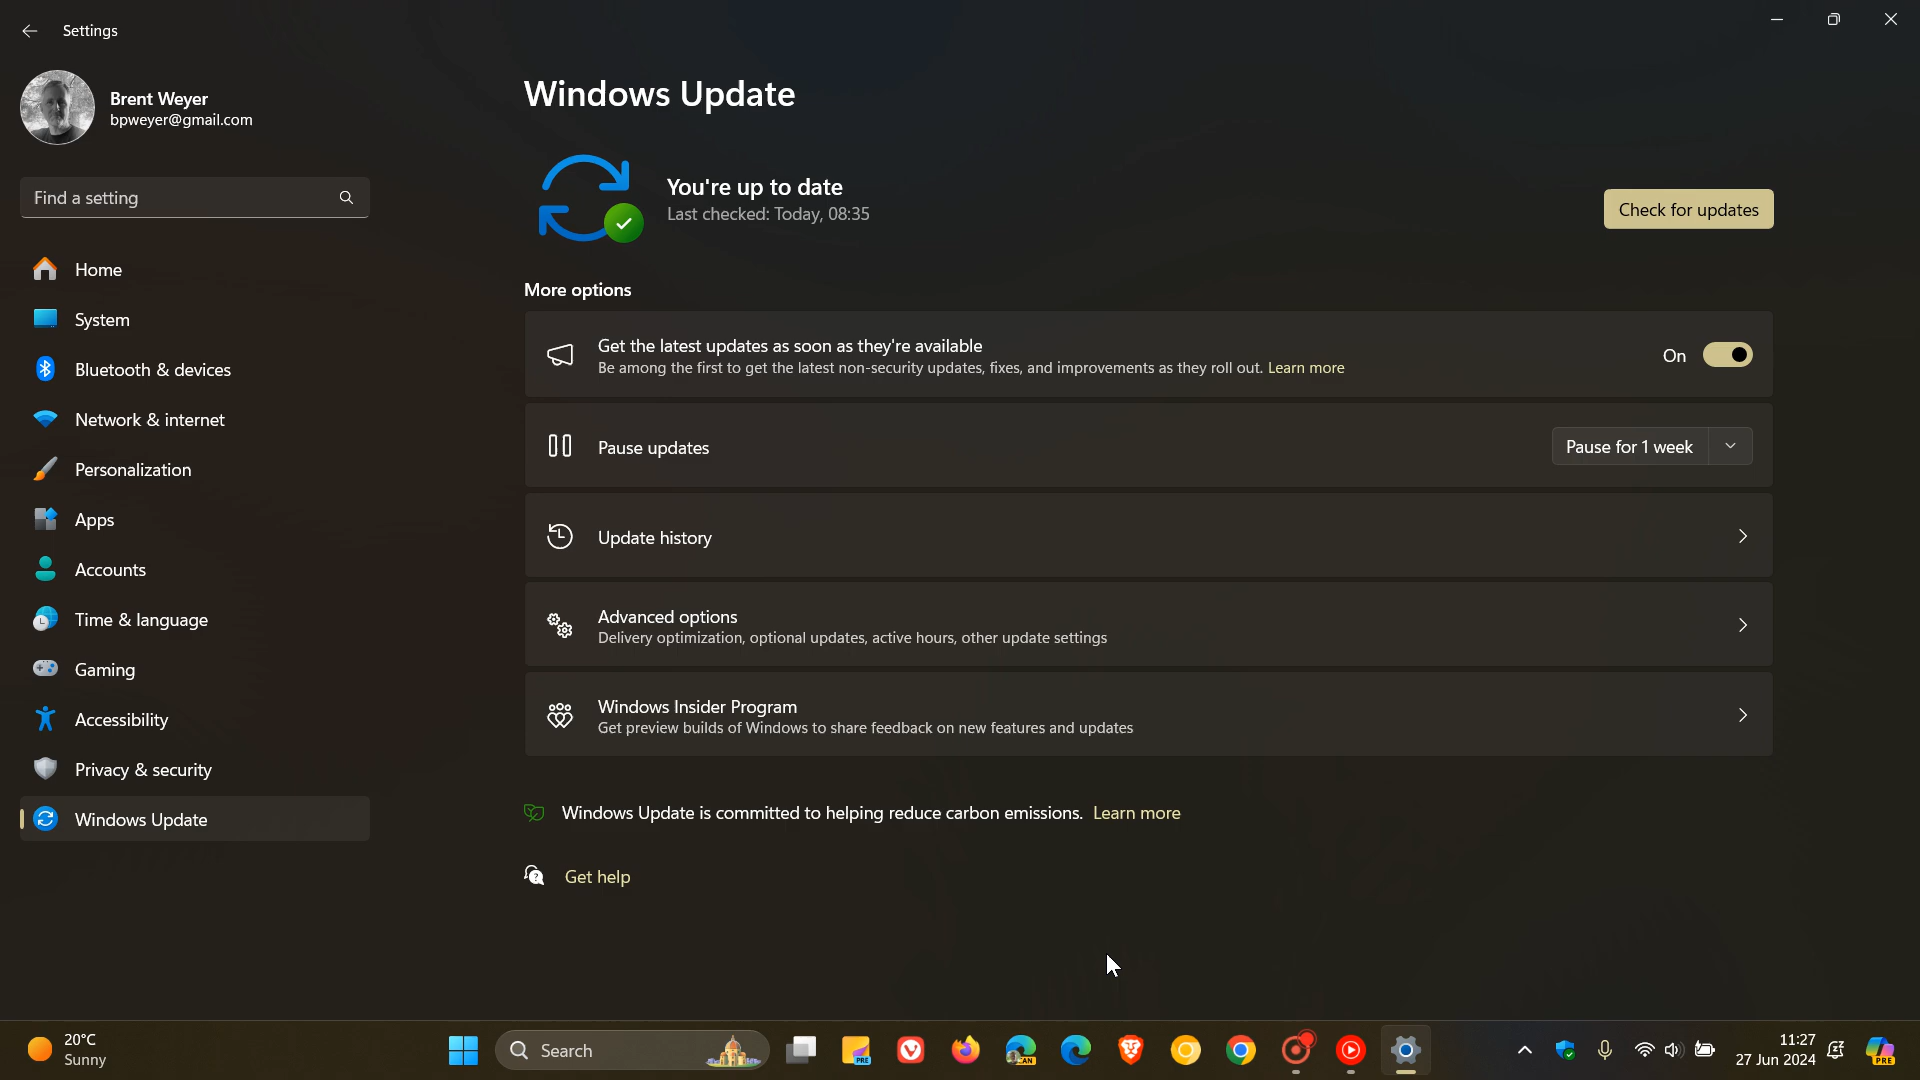 Settings
Brent Weyer
bpweyer@gmail.com
Find a setting
Home
System
Bluetooth & devices
Network & internet
Personalization
Apps
Accounts
Time & language
Gaming
Accessibility
Privacy & security
Windows Update
Windows Update
You're up to date
Last checked: Today, 08:35
Check for updates
More options
Get the latest updates as soon as they're available
Be among the first to get the latest non-security updates, fixes, and improvements as they roll out. Learn more
On
Pause updates
Pause for 1 week
Update history
Advanced options
Delivery optimization, optional updates, active hours, other update settings
Windows Insider Program
Get preview builds of Windows to share feedback on new features and updates
Windows Update is committed to helping reduce carbon emissions. Learn more
Get help
20°C
Sunny
Search
PRE
CAN
11:27
27 Jun 2024
PRE